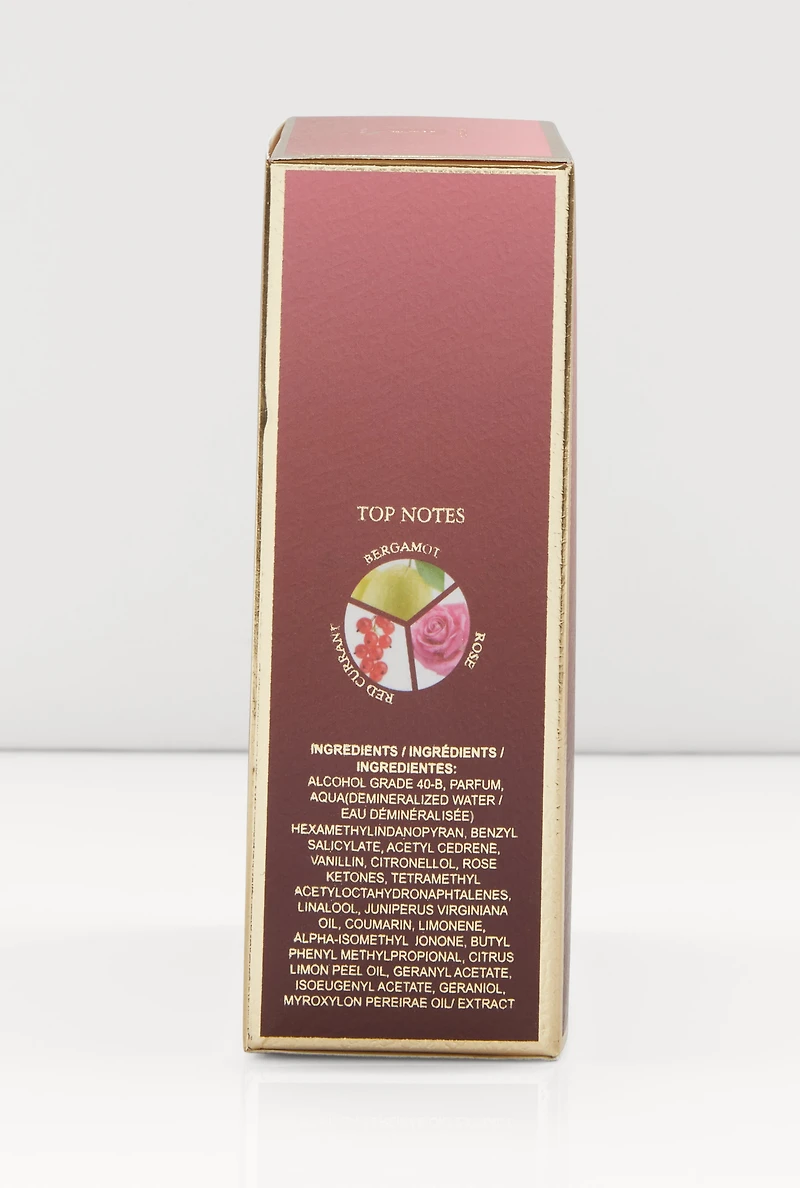 TOP NOTES
BERGAMOT
ROSE
RED CURRANT
INGREDIENTS / INGRÉDIENTS /
INGREDIENTES:
ALCOHOL GRADE 40-B, PARFUM,
AQUA(DEMINERALIZED WATER /
EAU DÉMINÉRALISÉE)
HEXAMETHYLINDANOPYRAN, BENZYL
SALICYLATE, ACETYL CEDRENE,
VANILLIN, CITRONELLOL, ROSE
KETONES, TETRAMETHYL
ACETYLOCTAHYDRONAPHTALENES,
LINALOOL, JUNIPERUS VIRGINIANA
OIL, COUMARIN, LIMONENE,
ALPHA-ISOMETHYL JONONE, BUTYL
PHENYL METHYLPROPIONAL, CITRUS
LIMON PEEL OIL, GERANYL ACETATE,
ISOEUGENYL ACETATE, GERANIOL,
MYROXYLON PEREIRAE OIL/ EXTRACT